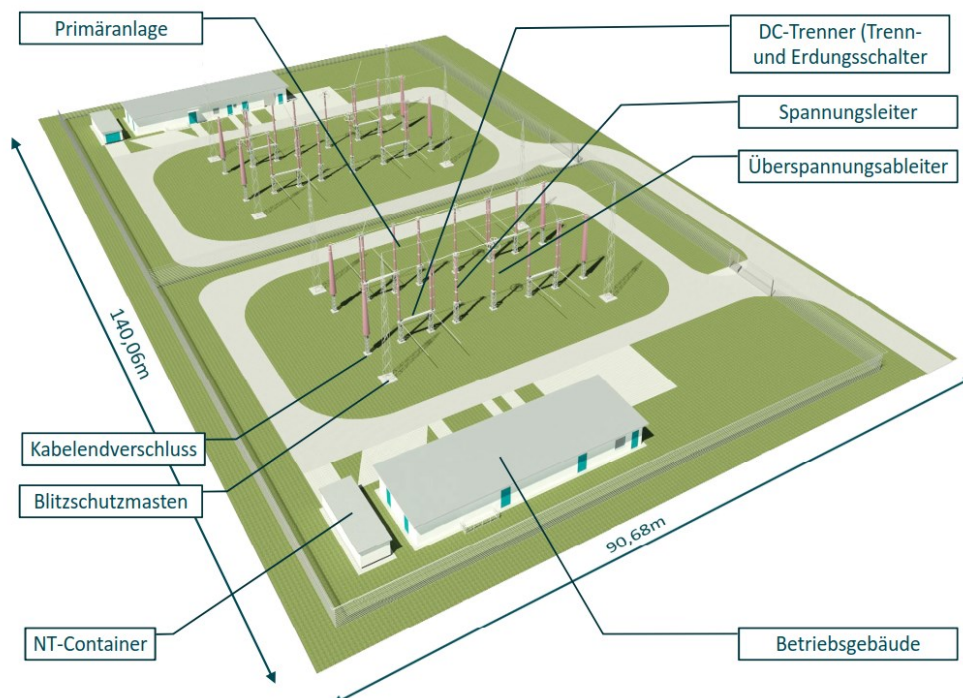 Primäranlage
DC-Trenner (Trenn-
und Erdungsschalter
Spannungsleiter
Überspannungsableiter
140,06m
Kabelendverschluss
Blitzschutzmasten
90,68m
NT-Container
Betriebsgebäude